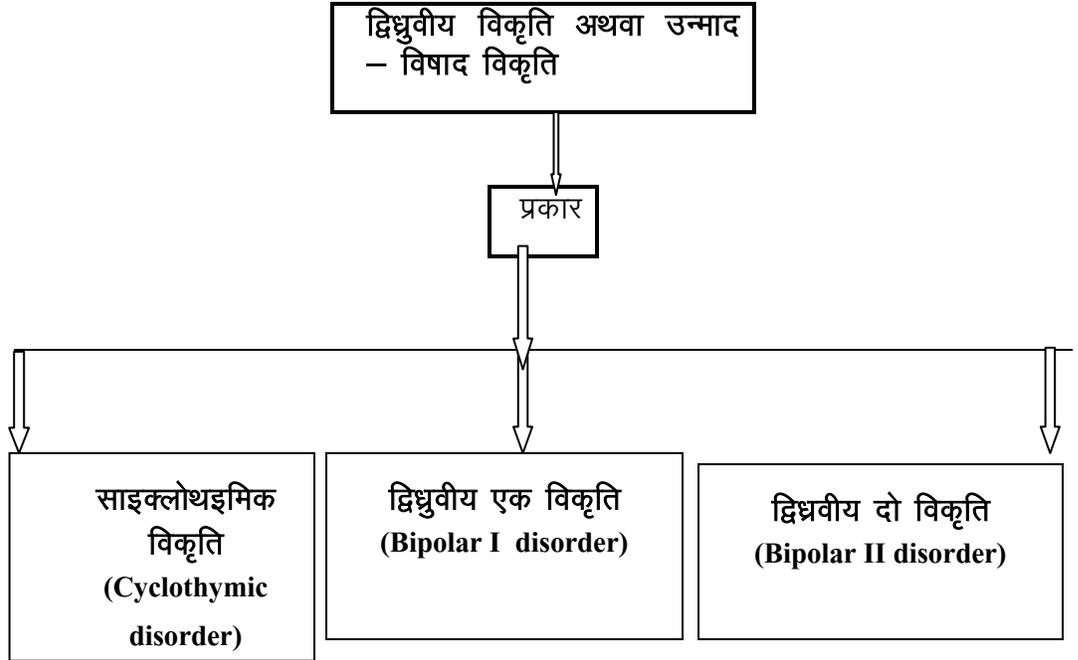 द्विध्रुवीय विकृति अथवा उन्माद
– विषाद विकृति
प्रकार
साइक्लोथइमिक
विकृति
(Cyclothymic
disorder)
द्विध्रुवीय एक विकृति
(Bipolar I disorder)
द्विध्रवीय दो विकृति
(Bipolar II disorder)